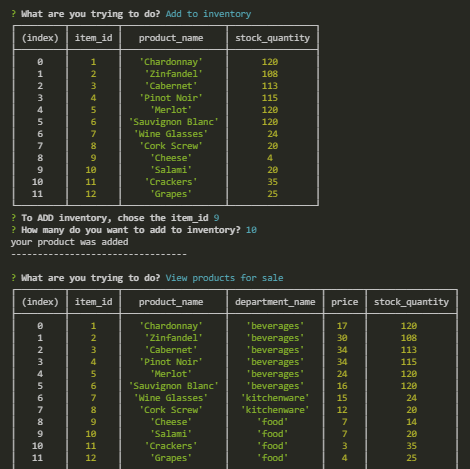 ? What are you trying to do? Add to inventory
(index) item_id product_name stock_quantity
0 1 'Chardonnay' 120
1 2 'Zinfandel' 108
2 3 'Cabernet' 113
3 4 'Pinot Noir' 115
4 5 'Merlot' 120
5 6 'Sauvignon Blanc' 120
6 7 'Wine Glasses' 24
7 8 'Cork Screw' 20
8 9 'Cheese' 4
9 10 'Salami' 20
10 11 'Crackers' 35
11 12 'Grapes' 25
? To ADD inventory, chose the item_id 9
? How many do you want to add to inventory? 10
your product was added
-------------------------------
? What are you trying to do? View products for sale
(index) item_id product_name department_name price stock_quantity
0 1 'Chardonnay' 'beverages' 17 120
1 2 'Zinfandel' 'beverages' 30 108
2 3 'Cabernet' 'beverages' 34 113
3 4 'Pinot Noir' 'beverages' 34 115
4 5 'Merlot' 'beverages' 24 120
5 6 'Sauvignon Blanc' 'beverages' 16 120
6 7 'Wine Glasses' 'kitchenware' 15 24
7 8 'Cork Screw' 'kitchenware' 12 20
8 9 'Cheese' 'food' 7 14
9 10 'Salami' 'food' 7 20
10 11 'Crackers' 'food' 3 35
11 12 'Grapes' 'food' 4 25